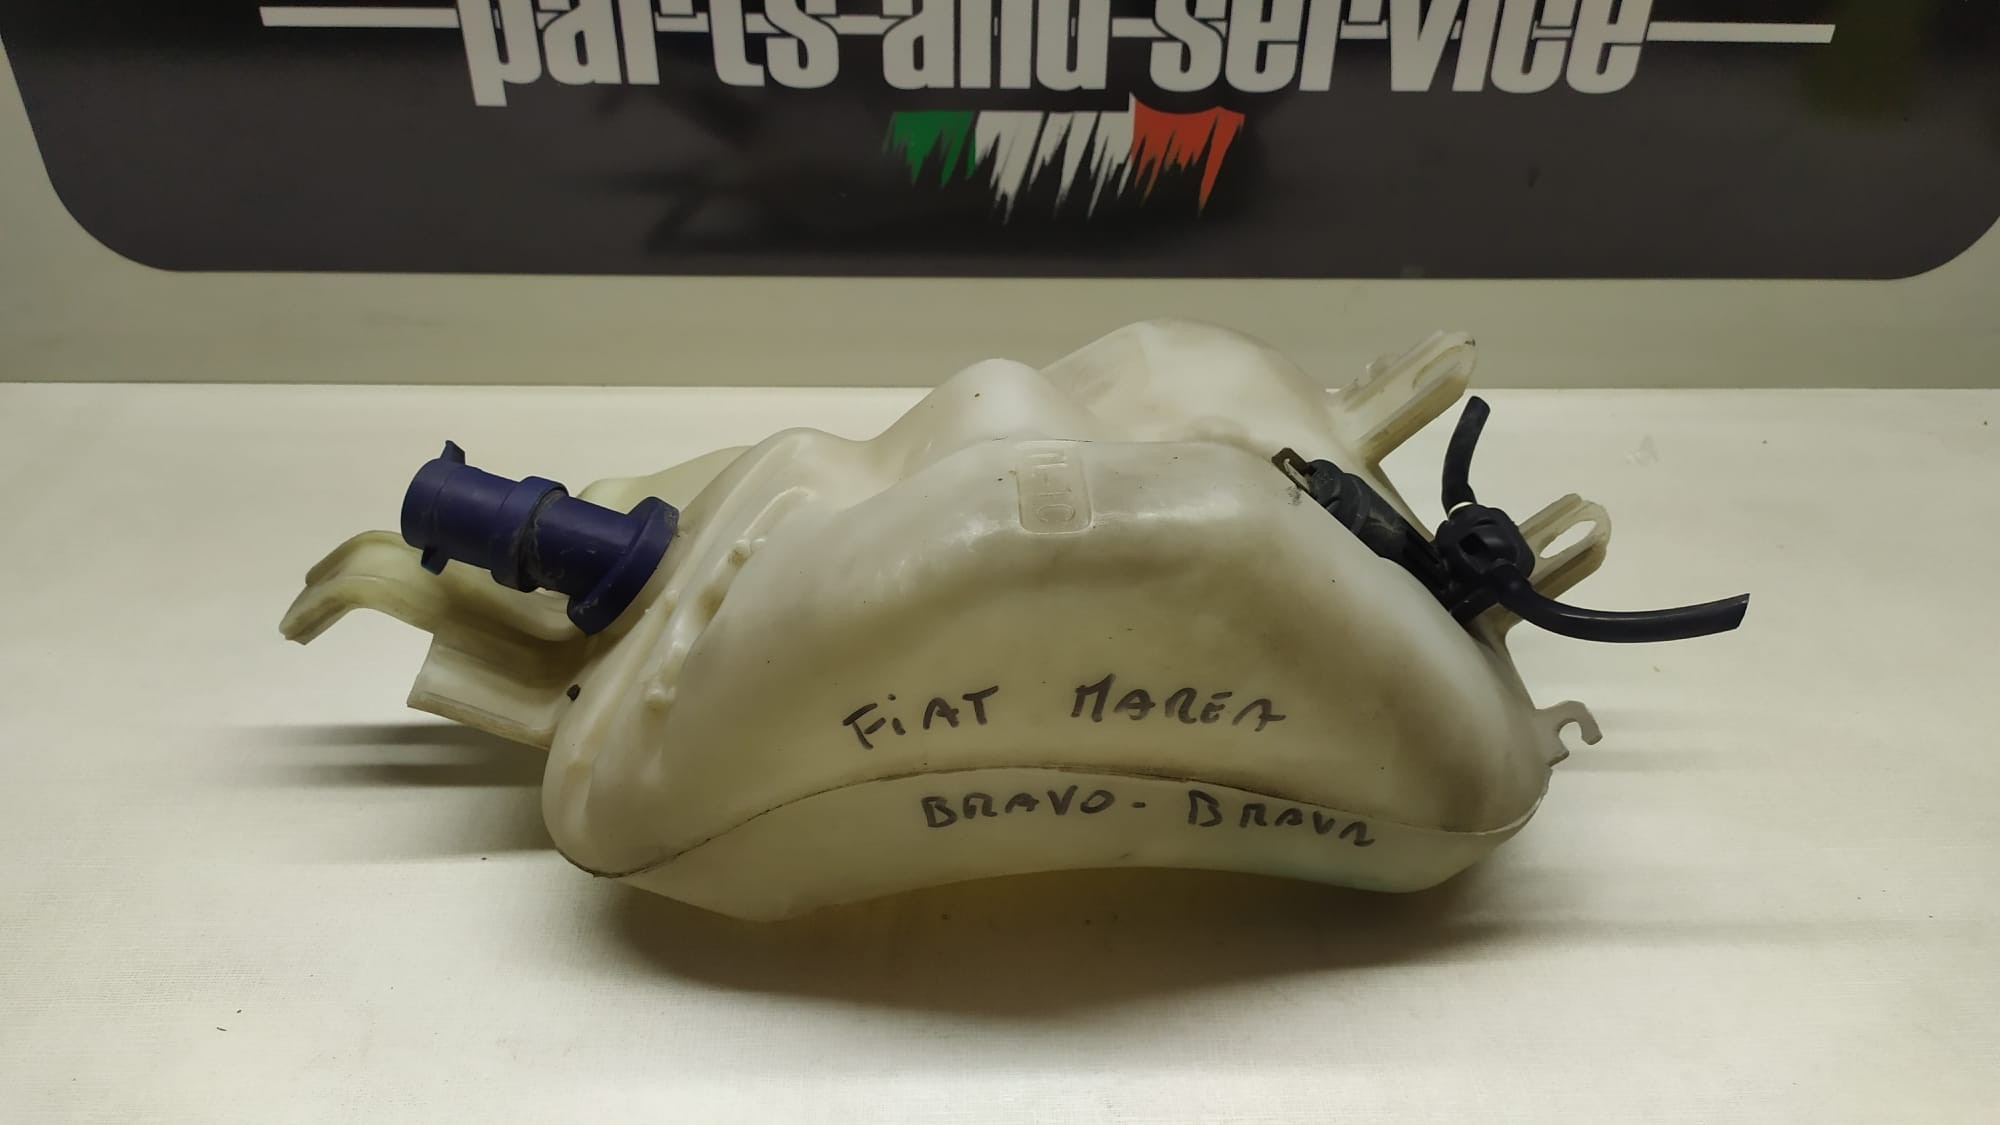 parts and service
FiAT MAREA
BRAVO - BRAVA